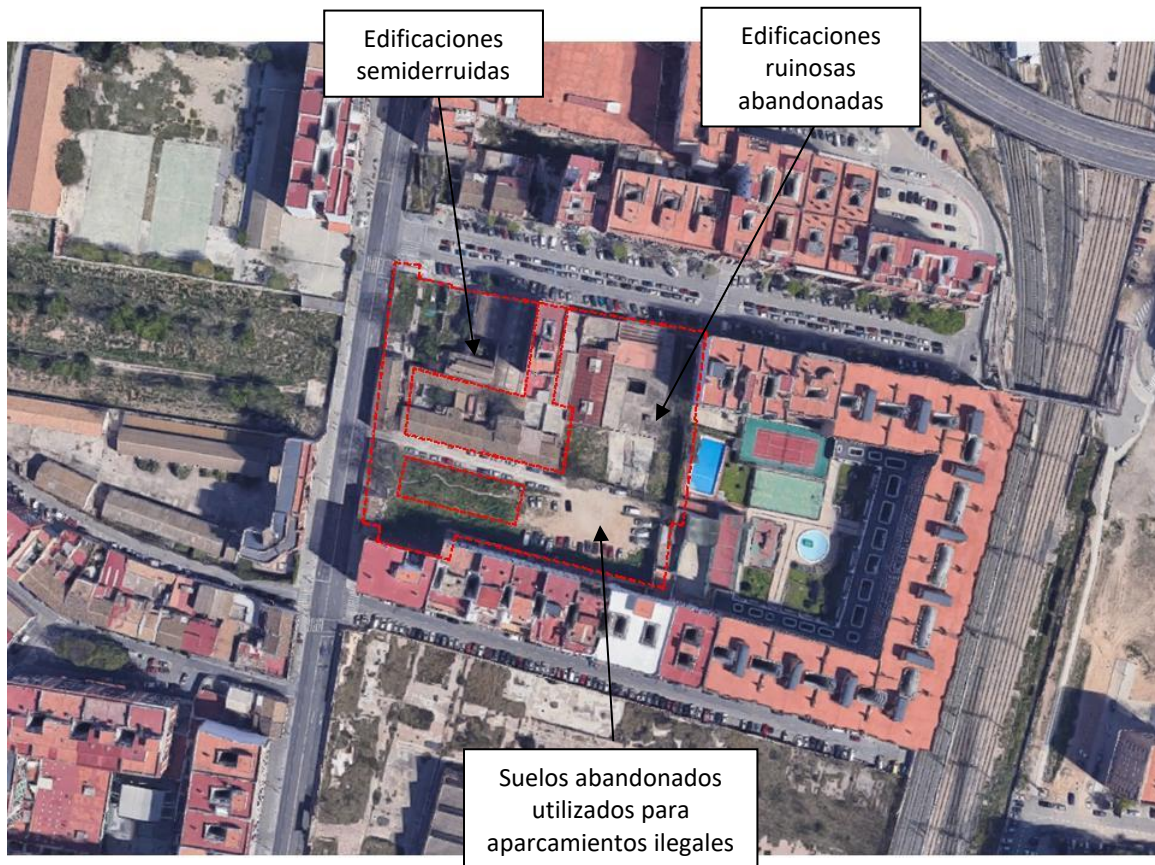 Edificaciones
semiderruidas
Edificaciones
ruinosas
abandonadas
Suelos abandonados
utilizados para
aparcamientos ilegales